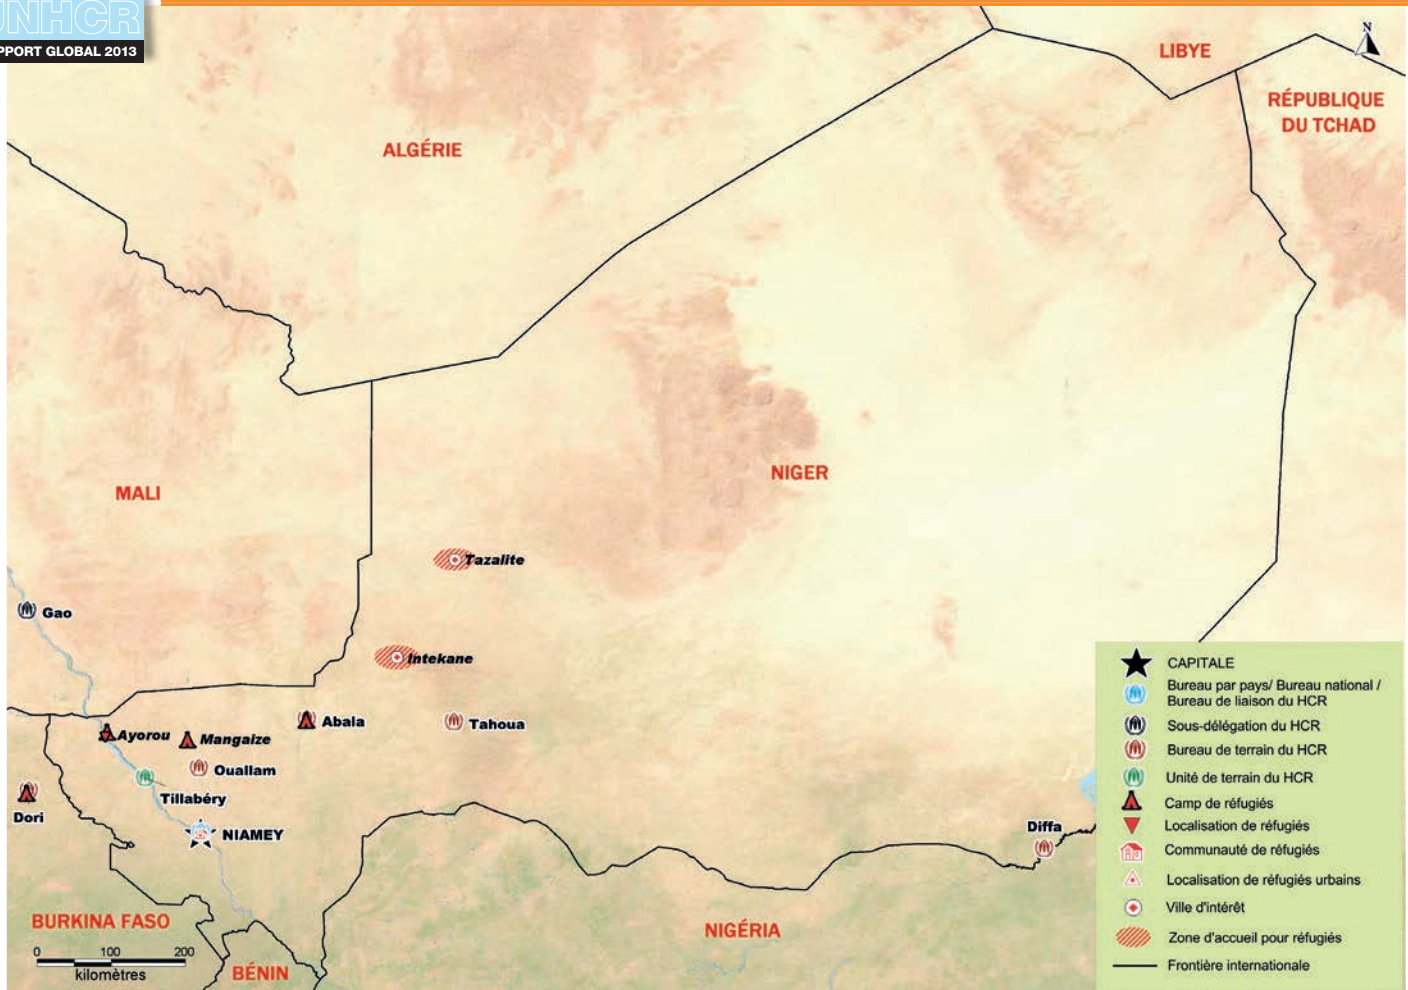 UNHCR
PPORT GLOBAL 2013
N
LIBYE
RÉPUBLIQUE
DU TCHAD
ALGÉRIE
NIGER
MALI
Tazalite
Gao
Intekane
Abala
Tahoua
Ayorou
Mangaize
Ouallam
Tillabéry
Dori
NIAMEY
Diffa
BURKINA FASO
NIGÉRIA
BÉNIN
0 100 200
kilomètres
CAPITALE
Bureau par pays/ Bureau national /
Bureau de liaison du HCR
Sous-délégation du HCR
Bureau de terrain du HCR
Unité de terrain du HCR
Camp de réfugiés
Localisation de réfugiés
Communauté de réfugiés
Localisation de réfugiés urbains
Ville d'intérêt
Zone d'accueil pour réfugiés
Frontière internationale